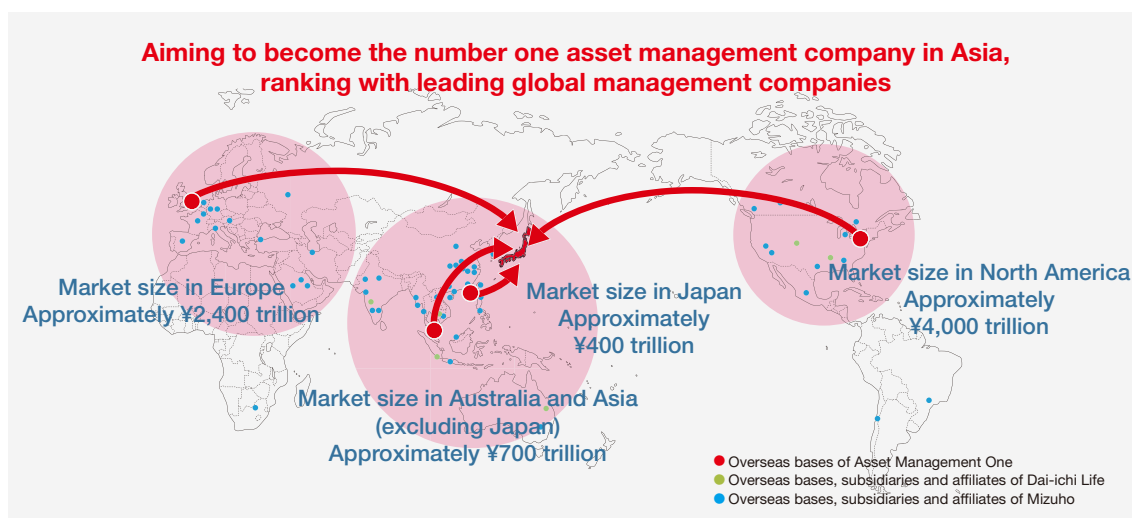 Aiming to become the number one asset management company in Asia,
ranking with leading global management companies
Market size in Europe
Approximately ¥2,400 trillion
Market size in Japan
Approximately
¥400 trillion
Market size in North America
Approximately
¥4,000 trillion
Market size in Australia and Asia
(excluding Japan)
Approximately ¥700 trillion
Overseas bases of Asset Management One
Overseas bases, subsidiaries and affiliates of Dai-ichi Life
Overseas bases, subsidiaries and affiliates of Mizuho